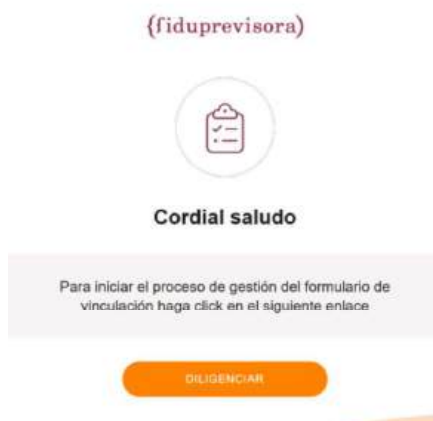 {fiduprevisora)
Cordial saludo
Para iniciar el proceso de gestión del formulario de
vinculación haga click en el siguiente enlace
DILIGENCIAR